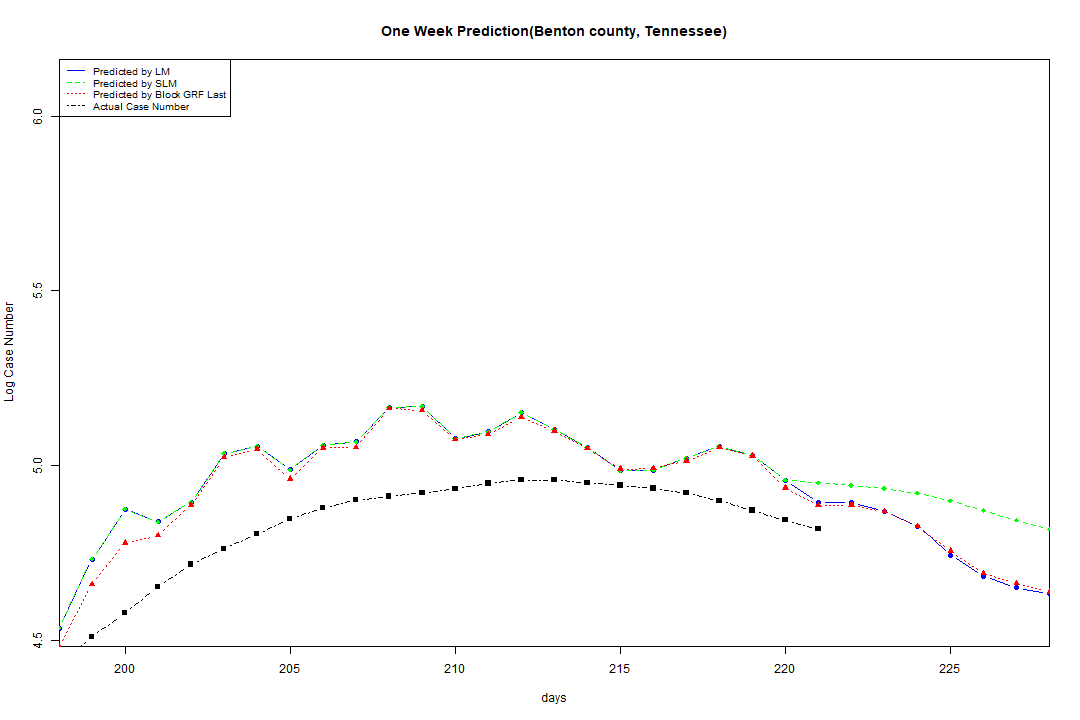 One Week Prediction(Benton county, Tennessee)
Predicted by LM
Predicted by SLM
Predicted by Block GRF Last
Actual Case Number
6.0
5.5
5.0
4.5
Log Case Number
200 205 210 215 220 225
days